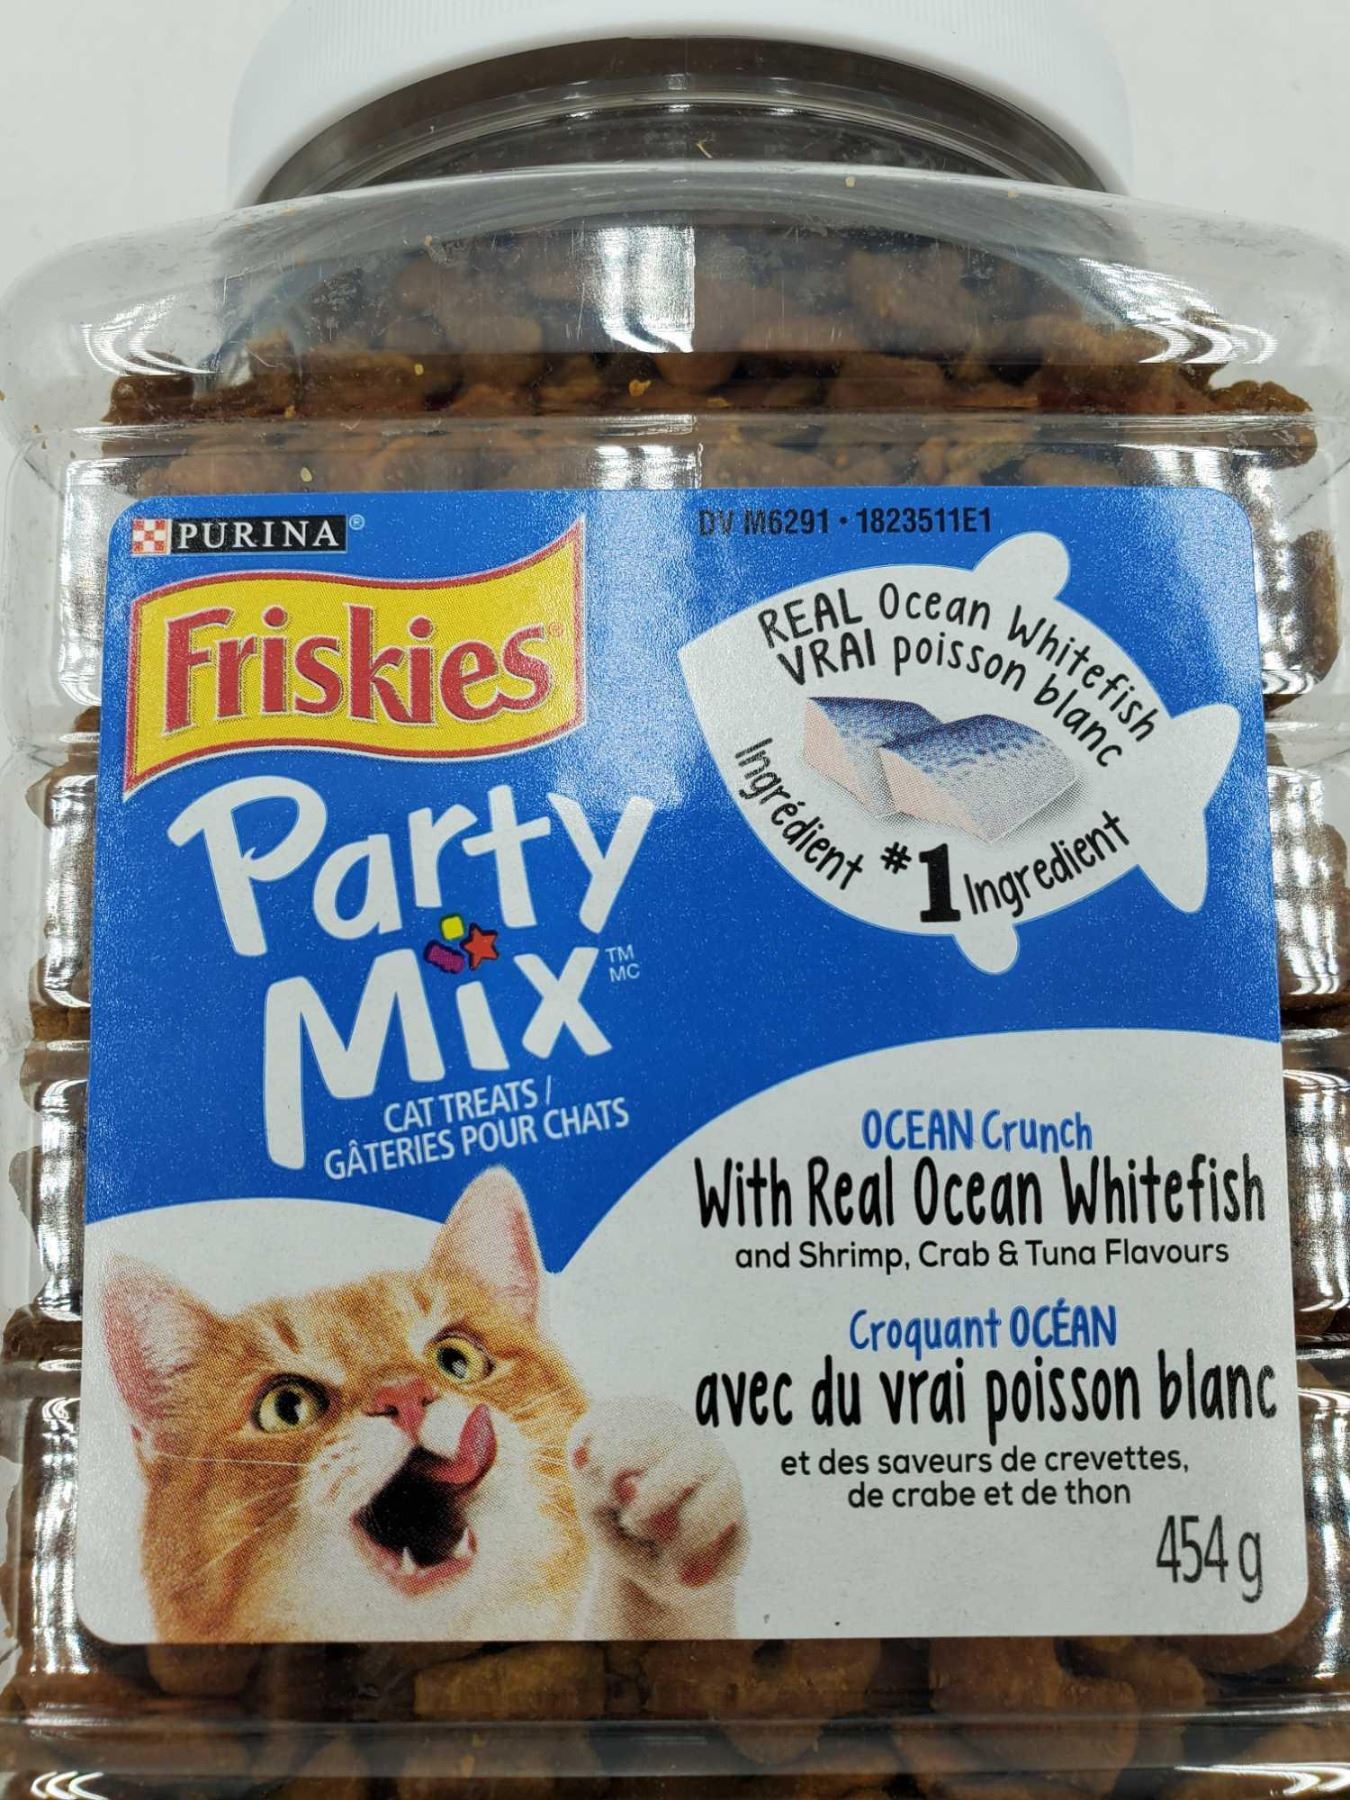 PURINA®
DV M6291 • 1823511E1
Friskies®
Party
Mix
TM
MC
CAT TREATS /
GÂTERIES POUR CHATS
REAL Ocean Whitefish
VRAI poisson blanc
Ingrédient #1 Ingredient
OCEAN Crunch
With Real Ocean Whitefish
and Shrimp, Crab & Tuna Flavours
Croquant OCÉAN
avec du vrai poisson blanc
et des saveurs de crevettes,
de crabe et de thon
454 g